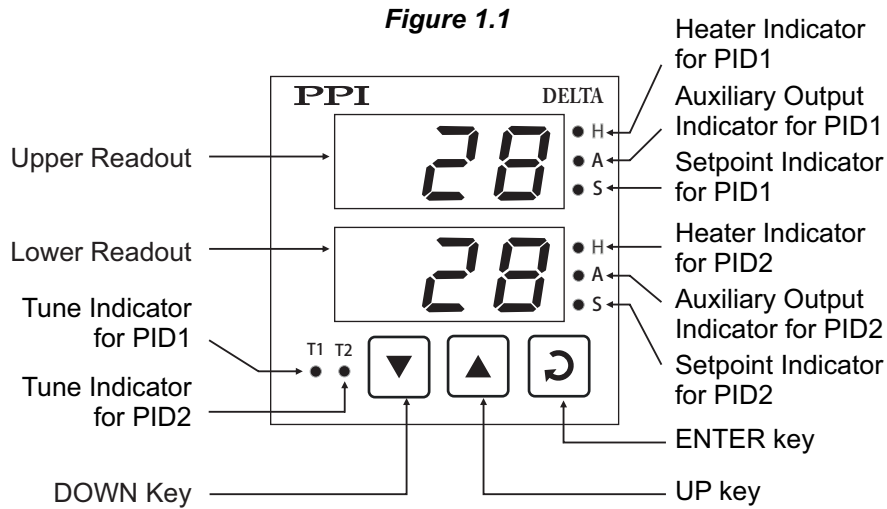 Figure 1.1
PPI
DELTA
28
H
A
S
28
H
A
S
T1 T2
Upper Readout
Lower Readout
Tune Indicator
for PID1
Tune Indicator
for PID2
DOWN Key
Heater Indicator
for PID1
Auxiliary Output
Indicator for PID1
Setpoint Indicator
for PID1
Heater Indicator
for PID2
Auxiliary Output
Indicator for PID2
Setpoint Indicator
for PID2
ENTER key
UP key